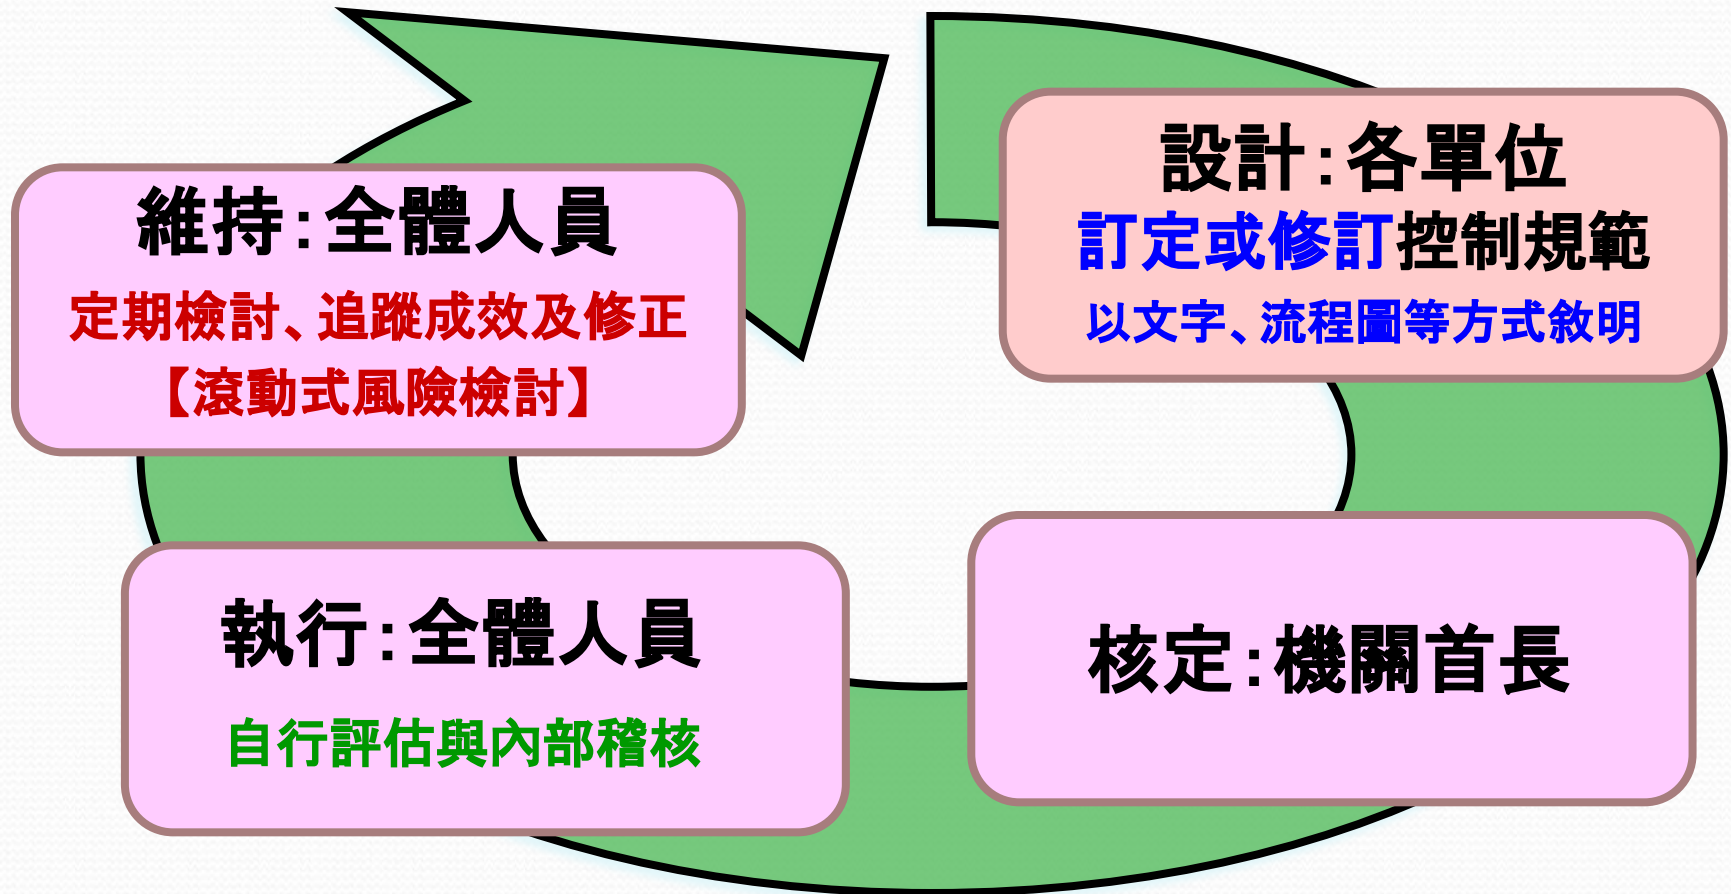 設計:各單位
訂定或修訂控制規範
以文字、流程圖等方式敘明
核定:機關首長
執行:全體人員
自行評估與內部稽核
維持:全體人員
定期檢討、追蹤成效及修正
【滾動式風險檢討】